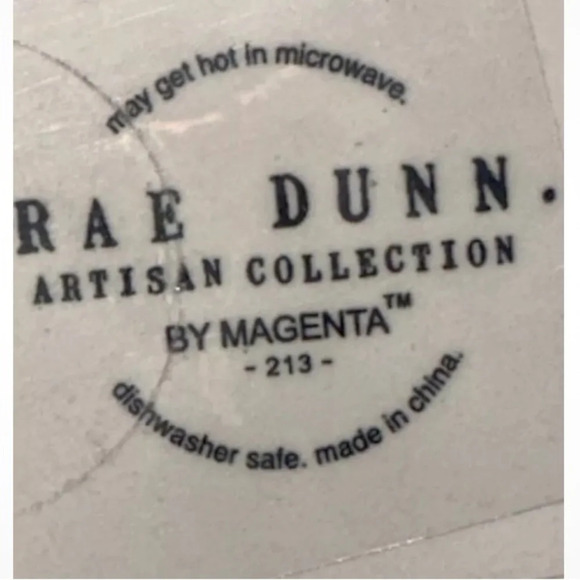 may get hot in microwave.
RAE DUNN.
ARTISAN COLLECTION
BY MAGENTA™
- 213 -
dishwasher safe. made in china.